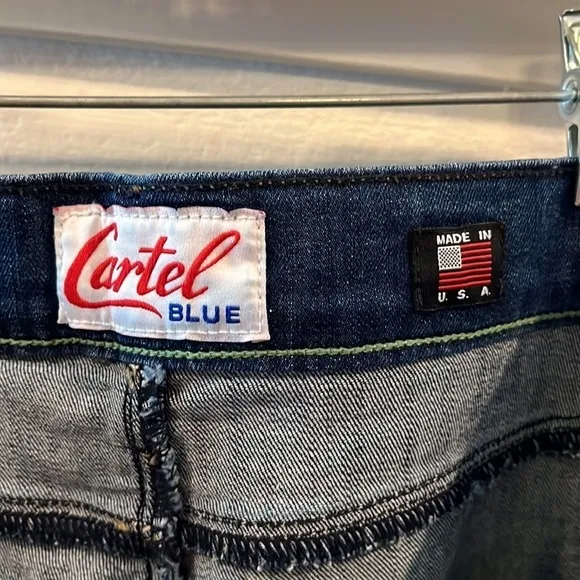 Cartel
BLUE
MADE IN
U. S. A.